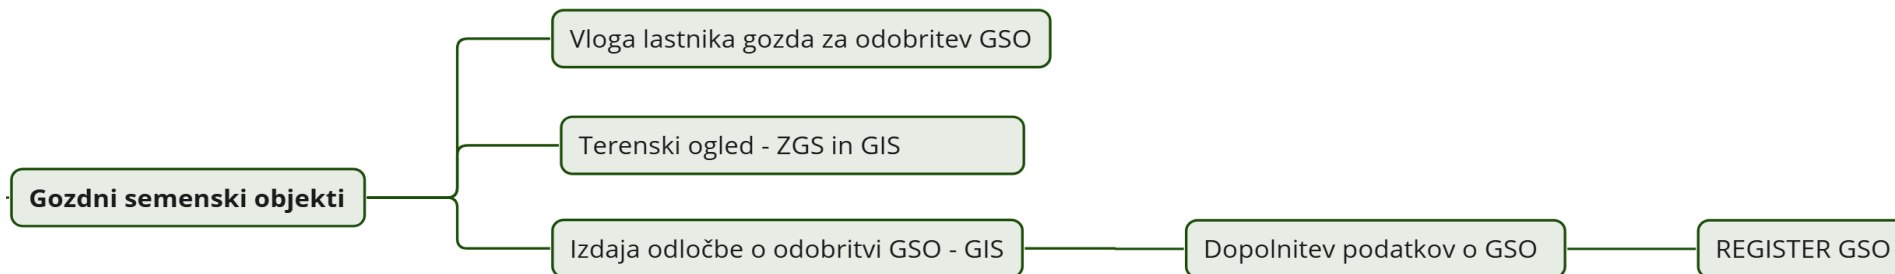 Vloga lastnika gozda za odobritev GSO
Terenski ogled - ZGS in GIS
Gozdni semenski objekti
Izdaja odločbe o odobritvi GSO - GIS
Dopolnitev podatkov o GSO
REGISTER GSO